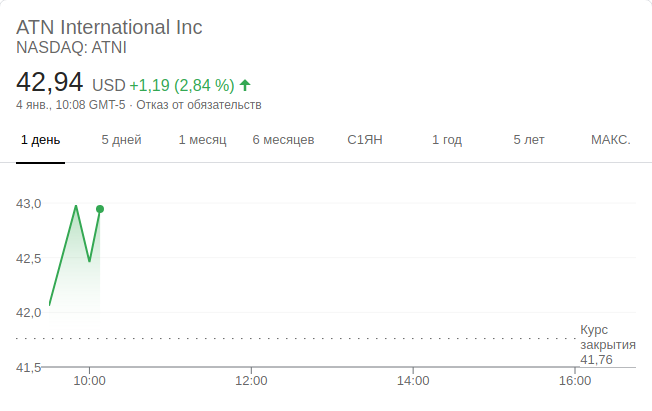 ATN International Inc
NASDAQ: ATNI
42,94 USD +1,19 (2,84 %)
4 янв., 10:08 GMT-5 · Отказ от обязательств
1 день 5 дней 1 месяц 6 месяцев С1ЯН 1 год 5 лет МАКС.
43,0
42,5
42,0
Курс
закрытия
41,76
41,5
10:00 12:00 14:00 16:00